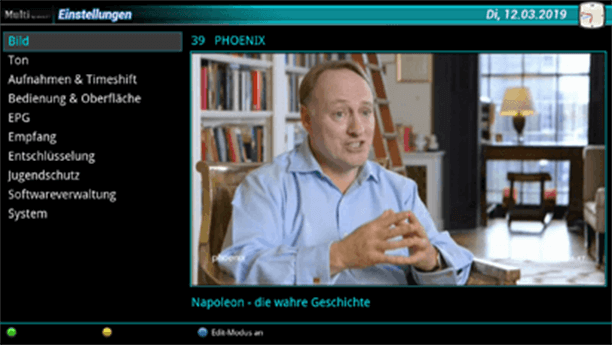 Multi
Einstellungen
Di, 12.03.2019
Bild
Ton
Aufnahmen & Timeshift
Bedienung & Oberfläche
EPG
Empfang
Entschlüsselung
Jugendschutz
Softwareverwaltung
System
39 PHOENIX
phoenix
Napoleon - die wahre Geschichte
Edit-Modus an